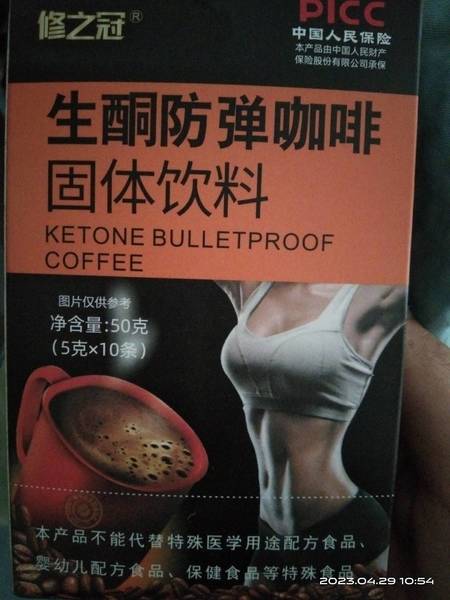 修之冠®
PICC
中国人民保险
本产品由中国人民财产
保险股份有限公司承保
生酮防弹咖啡
固体饮料
KETONE BULLETPROOF
COFFEE
图片仅供参考
净含量:50克
(5克×10条)
本产品不能代替特殊医学用途配方食品、
婴幼儿配方食品、保健食品等特殊食品
2023.04.29 10:54